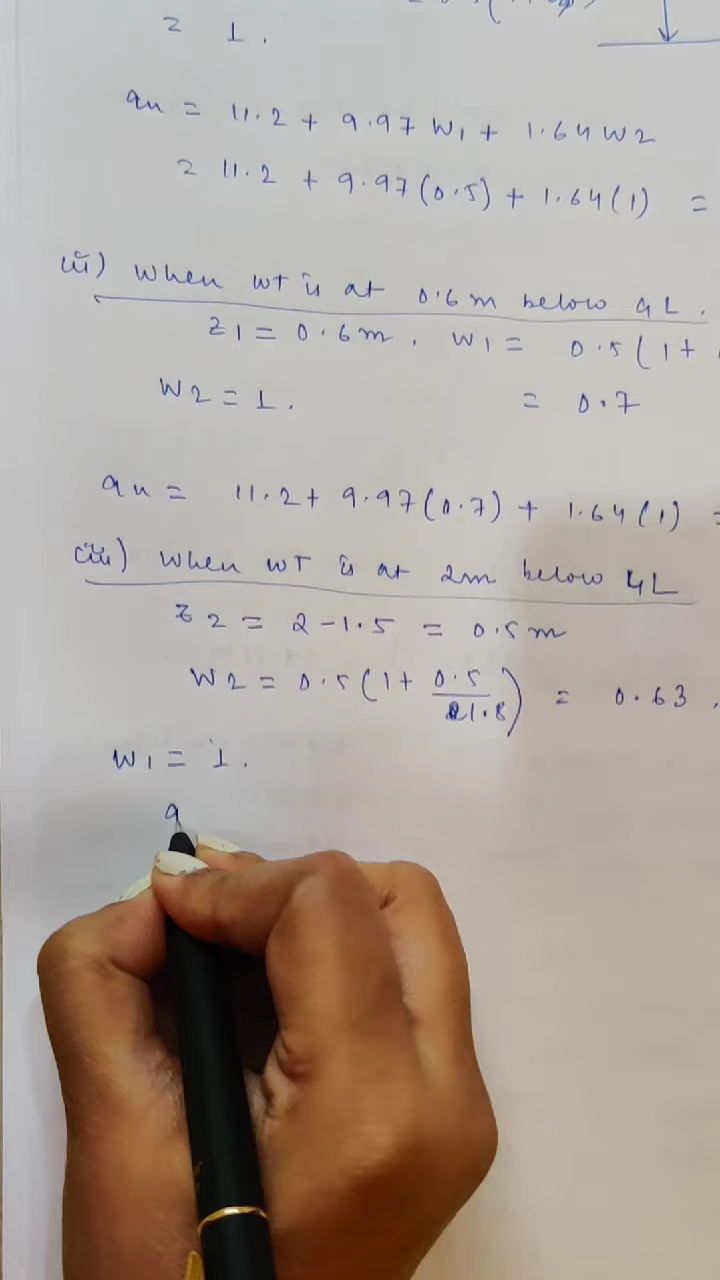 = 1.
qu = 11.2 + 9.97 W1 + 1.64 W2
= 11.2 + 9.97(0.5) + 1.64(1) =
ii) when WT is at 0.6m below GL.
Z1 = 0.6m, W1 = 0.5(1+
W2 = 1. = 0.7
qu = 11.2 + 9.97(0.7) + 1.64(1) =
iii) when WT is at 2m below GL
Z2 = 2 - 1.5 = 0.5m
W2 = 0.5(1 + 0.5/1.8) = 0.63,
W1 = 1.
q